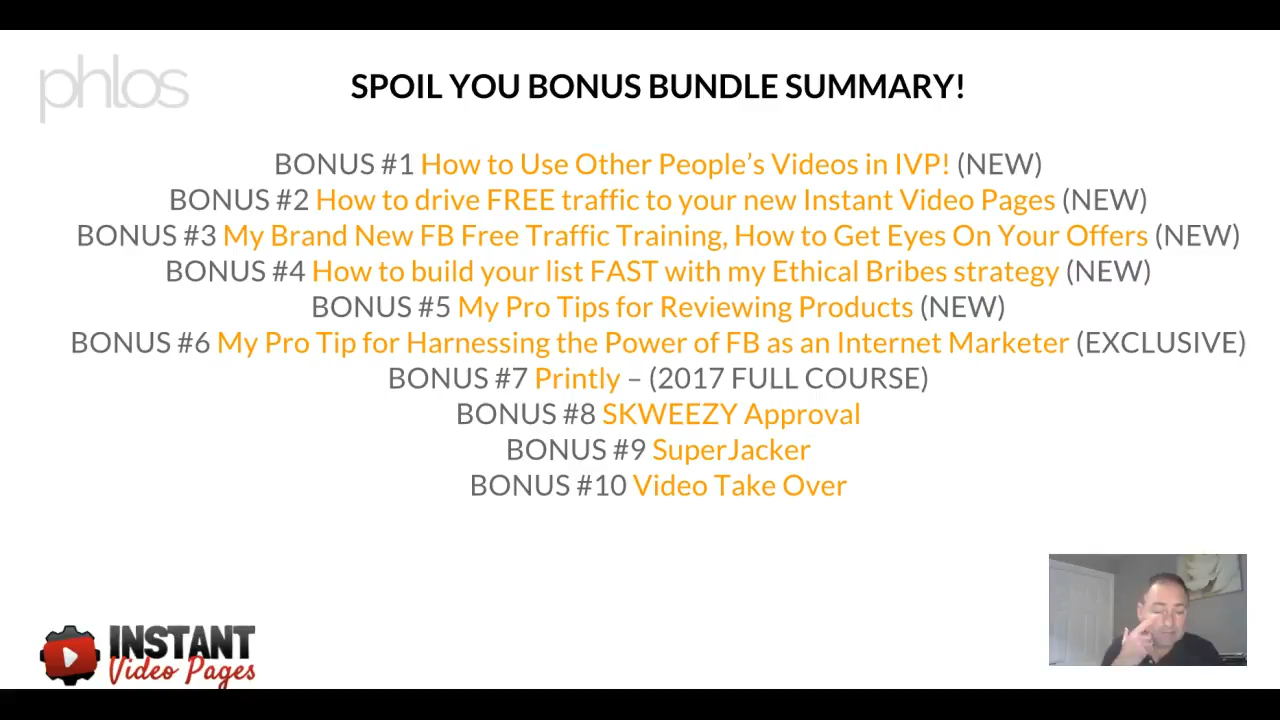 phlos
SPOIL YOU BONUS BUNDLE SUMMARY!
BONUS #1 How to Use Other People’s Videos in IVP! (NEW)
BONUS #2 How to drive FREE traffic to your new Instant Video Pages (NEW)
BONUS #3 My Brand New FB Free Traffic Training, How to Get Eyes On Your Offers (NEW)
BONUS #4 How to build your list FAST with my Ethical Bribes strategy (NEW)
BONUS #5 My Pro Tips for Reviewing Products (NEW)
BONUS #6 My Pro Tip for Harnessing the Power of FB as an Internet Marketer (EXCLUSIVE)
BONUS #7 Printly – (2017 FULL COURSE)
BONUS #8 SKWEEZY Approval
BONUS #9 SuperJacker
BONUS #10 Video Take Over
INSTANT
Video Pages